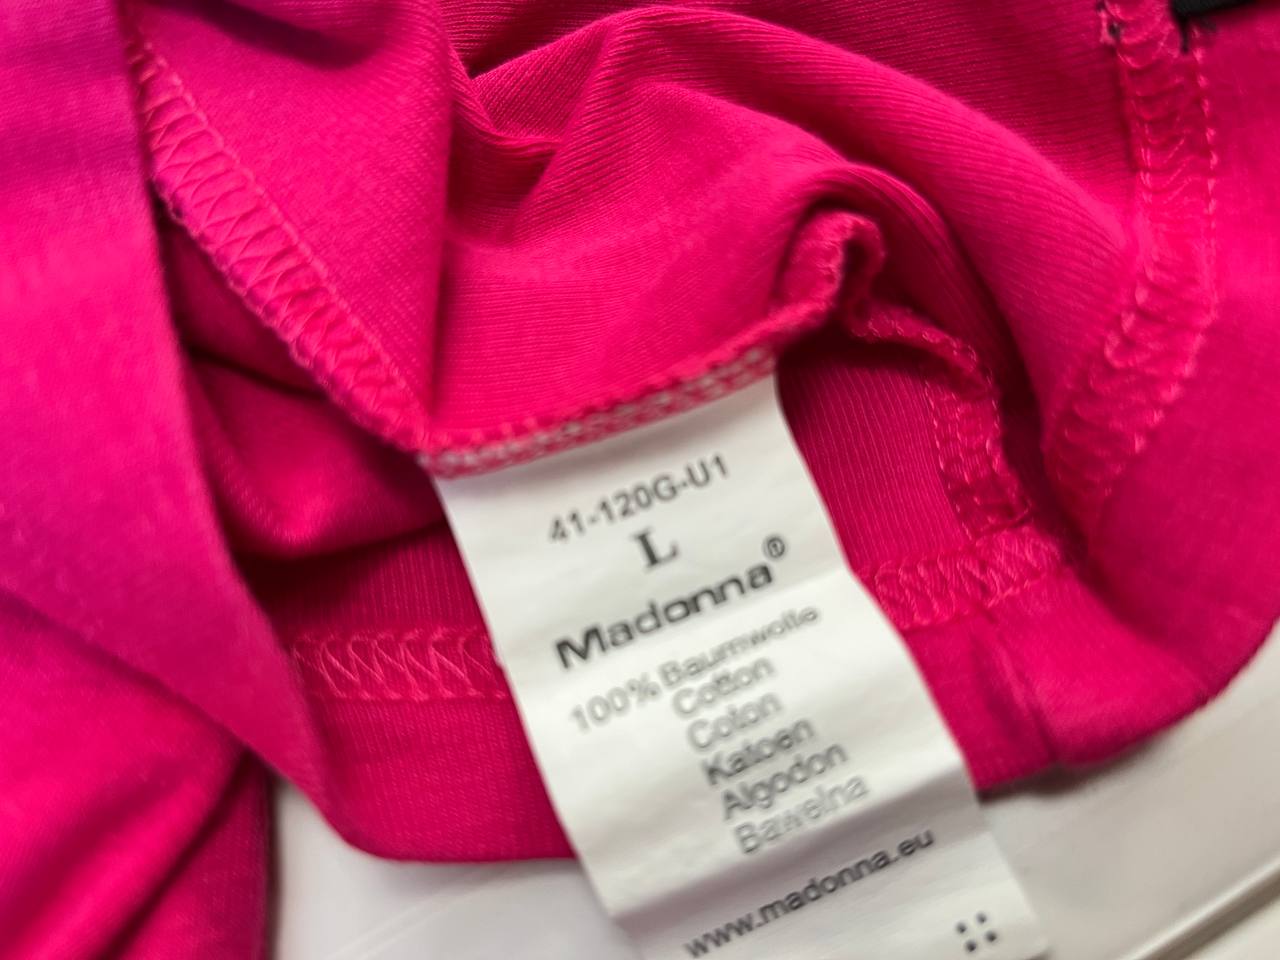 41-120G-U1
L
Madonna®
100% Baumwolle
Cotton
Coton
Katoen
Algodon
Bawełna
www.madonna.eu